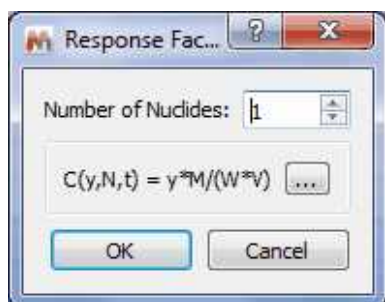 Response Fac...
Number of Nuclides: 1
C(y,N,t) = y*M/(W*V) ...
OK Cancel